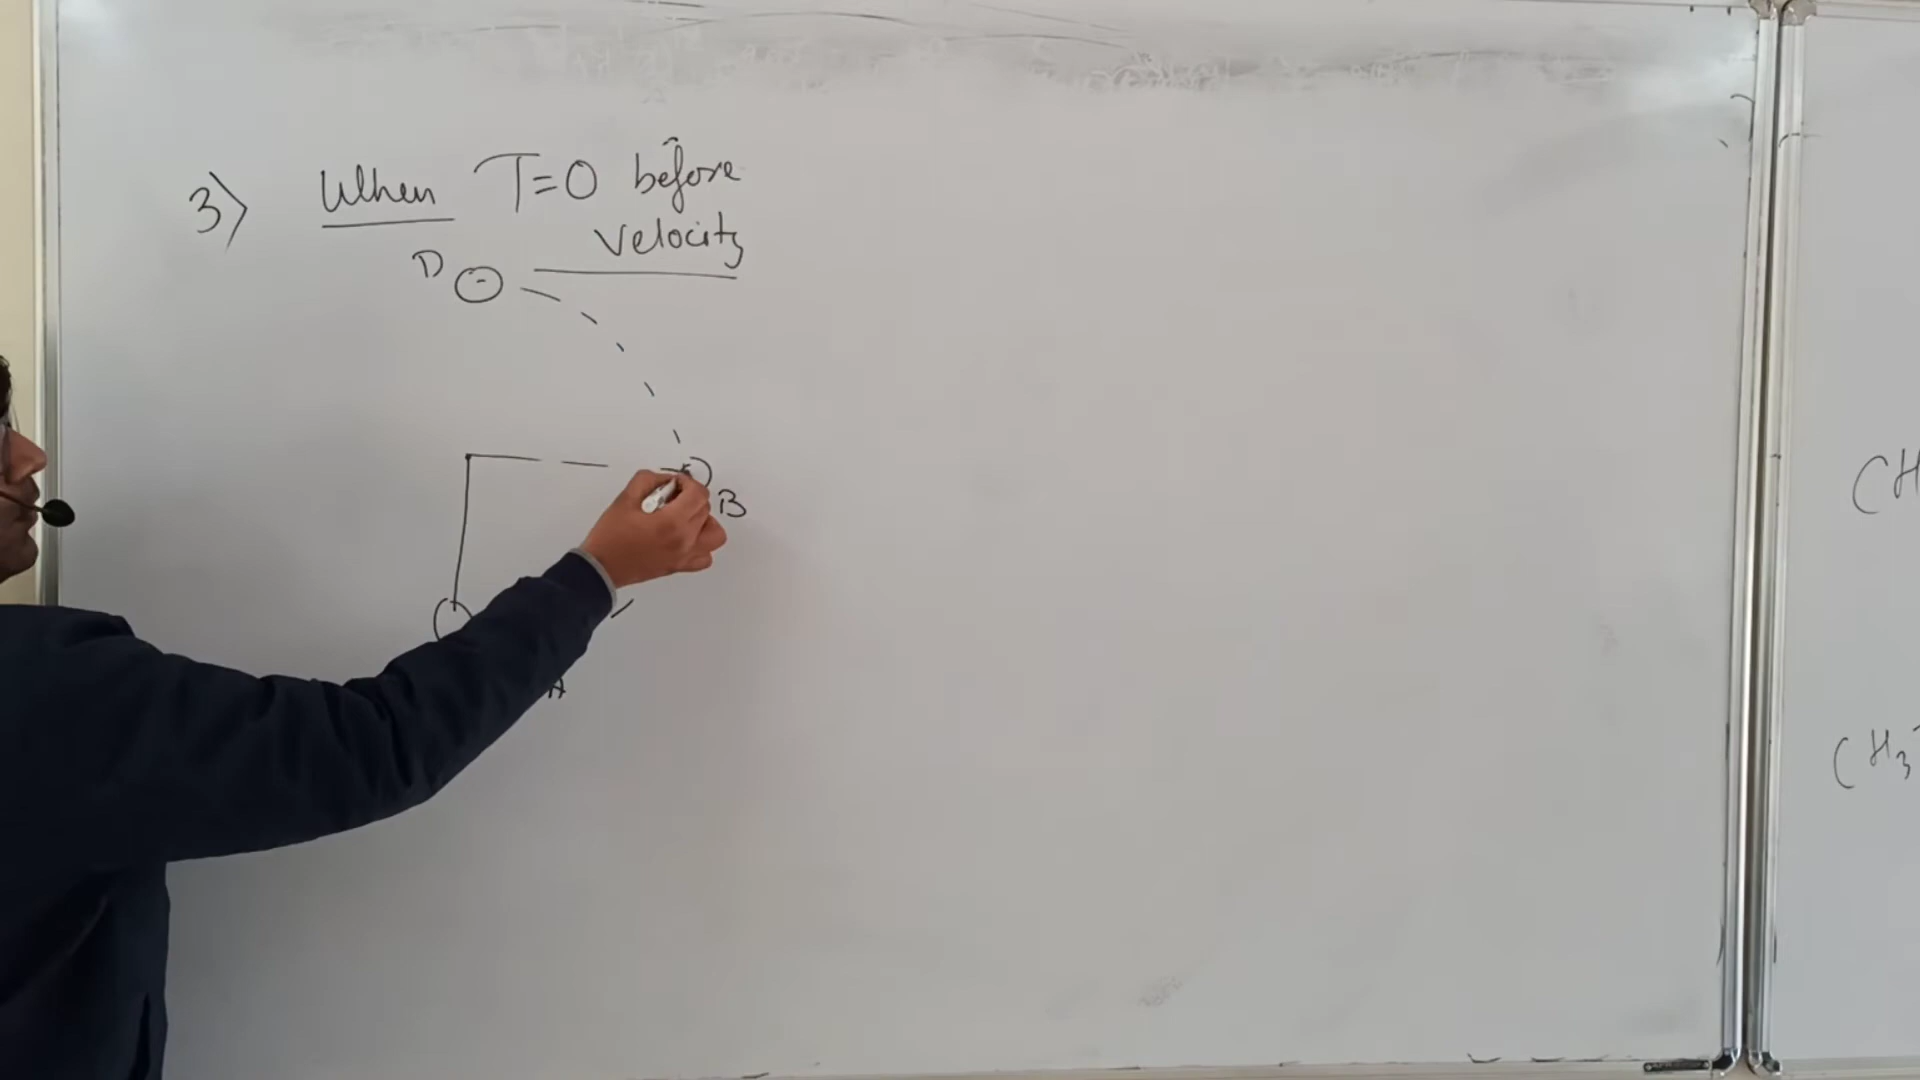 3) When T=0 before
velocity
D
B
A
CH
CH3